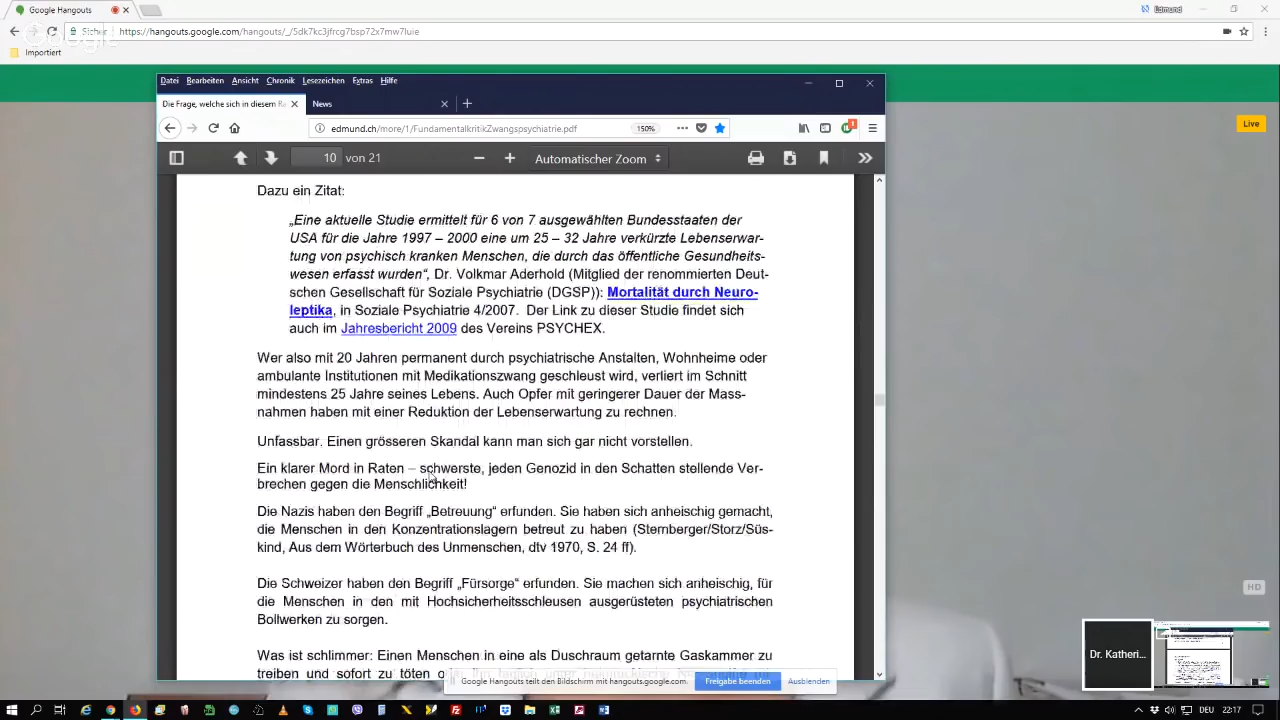 Google Hangouts
Edmund
Sicher
https://hangouts.google.com/hangouts/_/5dk7kc3jfrcg7bsp72x7mw7luie
Google
Importiert
Live
Datei Bearbeiten Ansicht Chronik Lesezeichen Extras Hilfe
Die Frage, welche sich in diesem Ra
News
edmund.ch/more/1/FundamentalkritikZwangspsychiatrie.pdf
150%
1
10 von 21
Automatischer Zoom
Dazu ein Zitat:
„Eine aktuelle Studie ermittelt für 6 von 7 ausgewählten Bundesstaaten der
USA für die Jahre 1997 – 2000 eine um 25 – 32 Jahre verkürzte Lebenserwar-
tung von psychisch kranken Menschen, die durch das öffentliche Gesundheits-
wesen erfasst wurden“, Dr. Volkmar Aderhold (Mitglied der renommierten Deut-
schen Gesellschaft für Soziale Psychiatrie (DGSP)): Mortalität durch Neuro-
leptika, in Soziale Psychiatrie 4/2007. Der Link zu dieser Studie findet sich
auch im Jahresbericht 2009 des Vereins PSYCHEX.
Wer also mit 20 Jahren permanent durch psychiatrische Anstalten, Wohnheime oder
ambulante Institutionen mit Medikationszwang geschleust wird, verliert im Schnitt
mindestens 25 Jahre seines Lebens. Auch Opfer mit geringerer Dauer der Mass-
nahmen haben mit einer Reduktion der Lebenserwartung zu rechnen.
Unfassbar. Einen grösseren Skandal kann man sich gar nicht vorstellen.
Ein klarer Mord in Raten – schwerste, jeden Genozid in den Schatten stellende Ver-
brechen gegen die Menschlichkeit!
Die Nazis haben den Begriff „Betreuung“ erfunden. Sie haben sich anheischig gemacht,
die Menschen in den Konzentrationslagern betreut zu haben (Sternberger/Storz/Süs-
kind, Aus dem Wörterbuch des Unmenschen, dtv 1970, S. 24 ff).
Die Schweizer haben den Begriff „Fürsorge“ erfunden. Sie machen sich anheischig, für
die Menschen in den mit Hochsicherheitsschleusen ausgerüsteten psychiatrischen
Bollwerken zu sorgen.
Was ist schlimmer: Einen Menschen in eine als Duschraum getarnte Gaskammer zu
treiben und sofort zu töten
Google Hangouts teilt den Bildschirm mit hangouts.google.com.
Freigabe beenden
Ausblenden
HD
Dr. Katheri...
DEU
22:17